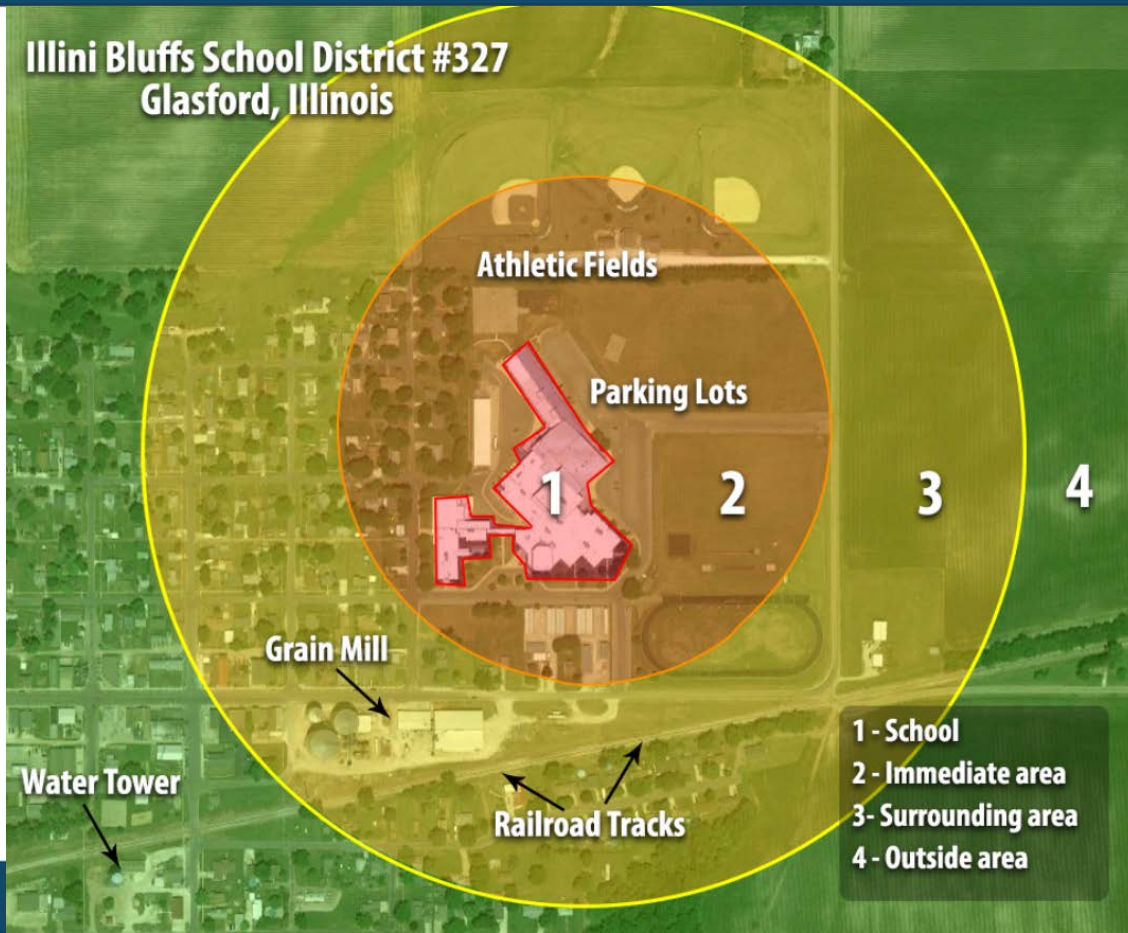 Illini Bluffs School District #327
Glasford, Illinois
Athletic Fields
Parking Lots
1
2
3
4
Grain Mill
Water Tower
Railroad Tracks
1 - School
2 - Immediate area
3- Surrounding area
4 - Outside area